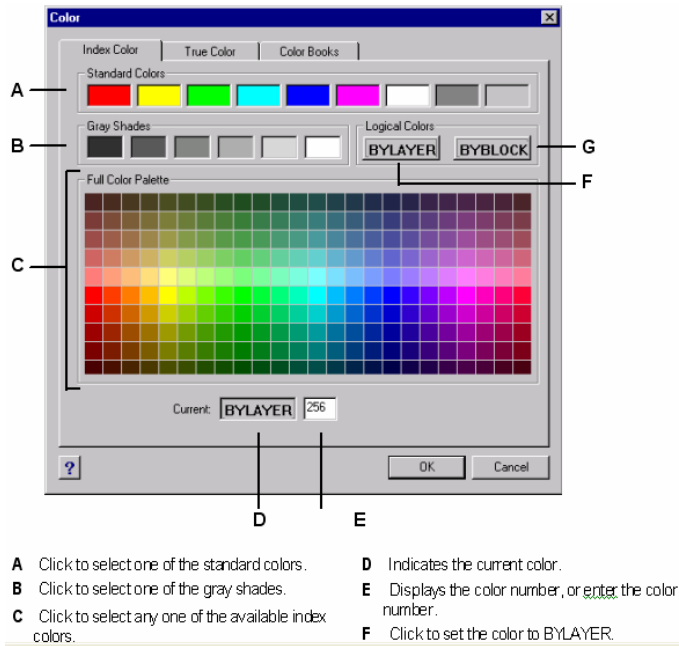 Color
Index Color True Color Color Books
Standard Colors
A
Gray Shades Logical Colors
B BYLAYER BYBLOCK G
F
Full Color Palette
C
Current: BYLAYER 256
? OK Cancel
D E
A Click to select one of the standard colors.
B Click to select one of the gray shades.
C Click to select any one of the available index
colors.
D Indicates the current color.
E Displays the color number, or enter the color
number.
F Click to set the color to BYLAYER.